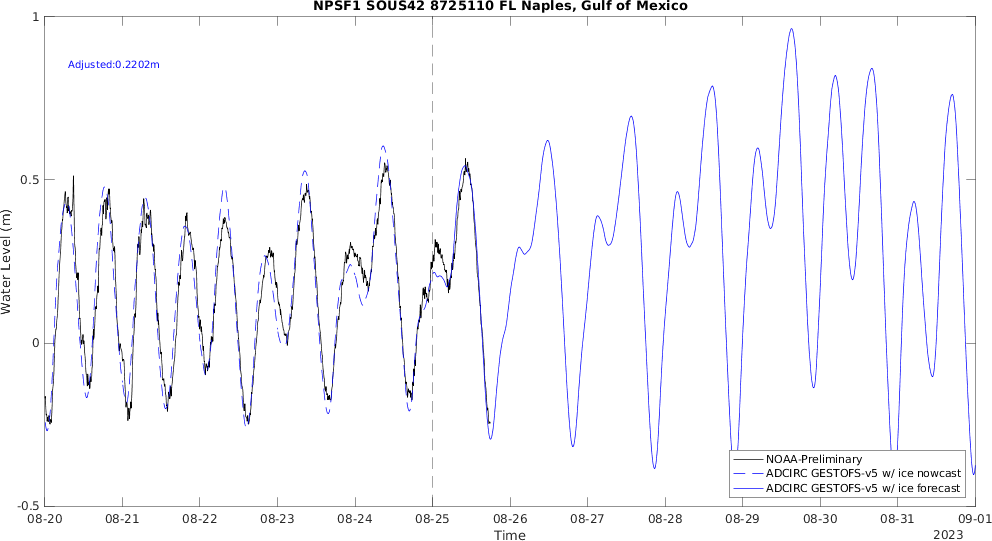 NPSF1 SOUS42 8725110 FL Naples, Gulf of Mexico
Adjusted:0.2202m
Water Level (m)
1
0.5
0
-0.5
08-20 08-21 08-22 08-23 08-24 08-25 08-26 08-27 08-28 08-29 08-30 08-31 09-01
Time
2023
NOAA-Preliminary
ADCIRC GESTOFS-v5 w/ ice nowcast
ADCIRC GESTOFS-v5 w/ ice forecast